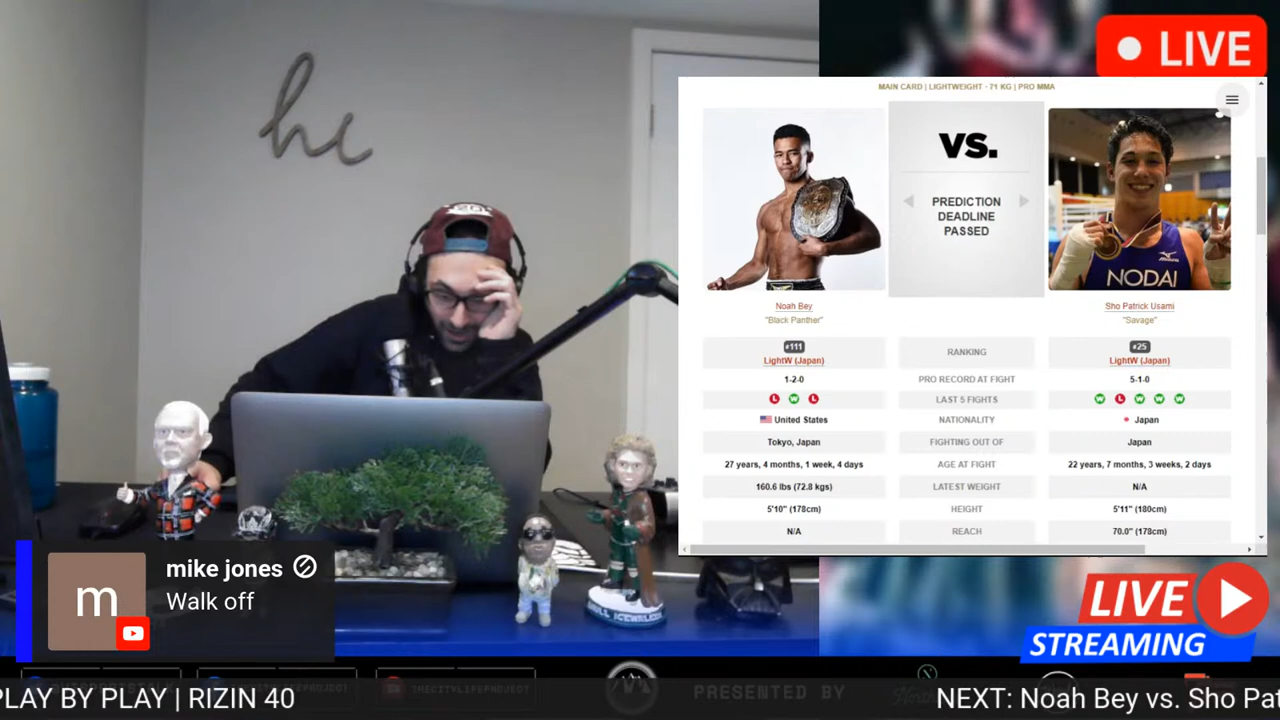 hi
LIVE
MAIN CARD | LIGHTWEIGHT · 71 KG | PRO MMA
VS.
PREDICTION
DEADLINE
PASSED
NODAI
Noah Bey
Sho Patrick Usami
"Black Panther"
"Savage"
#111
RANKING
#25
LightW (Japan)
LightW (Japan)
1-2-0
PRO RECORD AT FIGHT
5-1-0
L W L
LAST 5 FIGHTS
W L W W W
United States
NATIONALITY
Japan
Tokyo, Japan
FIGHTING OUT OF
Japan
27 years, 4 months, 1 week, 4 days
AGE AT FIGHT
22 years, 7 months, 3 weeks, 2 days
160.6 lbs (72.8 kgs)
LATEST WEIGHT
N/A
5'10" (178cm)
HEIGHT
5'11" (180cm)
N/A
REACH
70.0" (178cm)
m
mike jones
Walk off
LIVE
STREAMING
PRESENTED BY
PLAY BY PLAY | RIZIN 40
NEXT: Noah Bey vs. Sho Pat